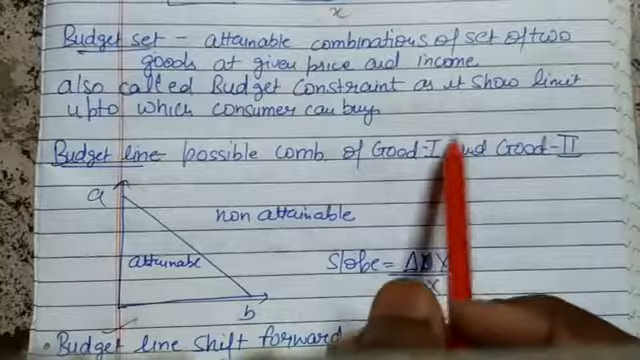 x
Budget set - attainable combinations of set of two
goods at given price and income
also called Budget Constraint as it show limit
upto which consumer can buy
Budget line - possible comb of Good-I and Good-II
a
non attainable
attainable
Slope = Δ Y
x
b
• Budget line shift forward